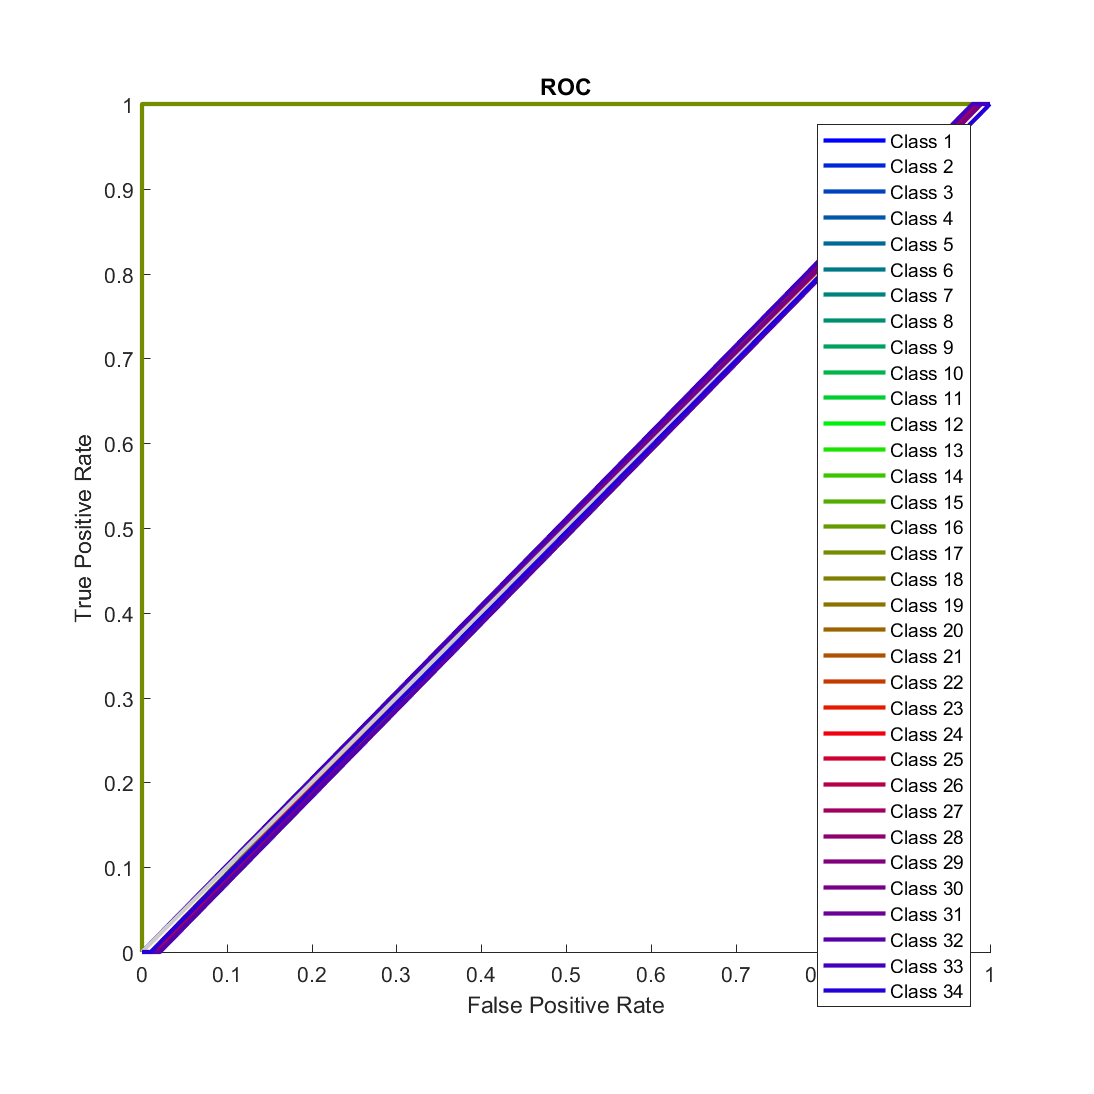 ROC
1
0.9
0.8
0.7
0.6
0.5
0.4
0.3
0.2
0.1
0
True Positive Rate
Class 1
Class 2
Class 3
Class 4
Class 5
Class 6
Class 7
Class 8
Class 9
Class 10
Class 11
Class 12
Class 13
Class 14
Class 15
Class 16
Class 17
Class 18
Class 19
Class 20
Class 21
Class 22
Class 23
Class 24
Class 25
Class 26
Class 27
Class 28
Class 29
Class 30
Class 31
Class 32
Class 33
Class 34
0 0.1 0.2 0.3 0.4 0.5 0.6 0.7 1
False Positive Rate